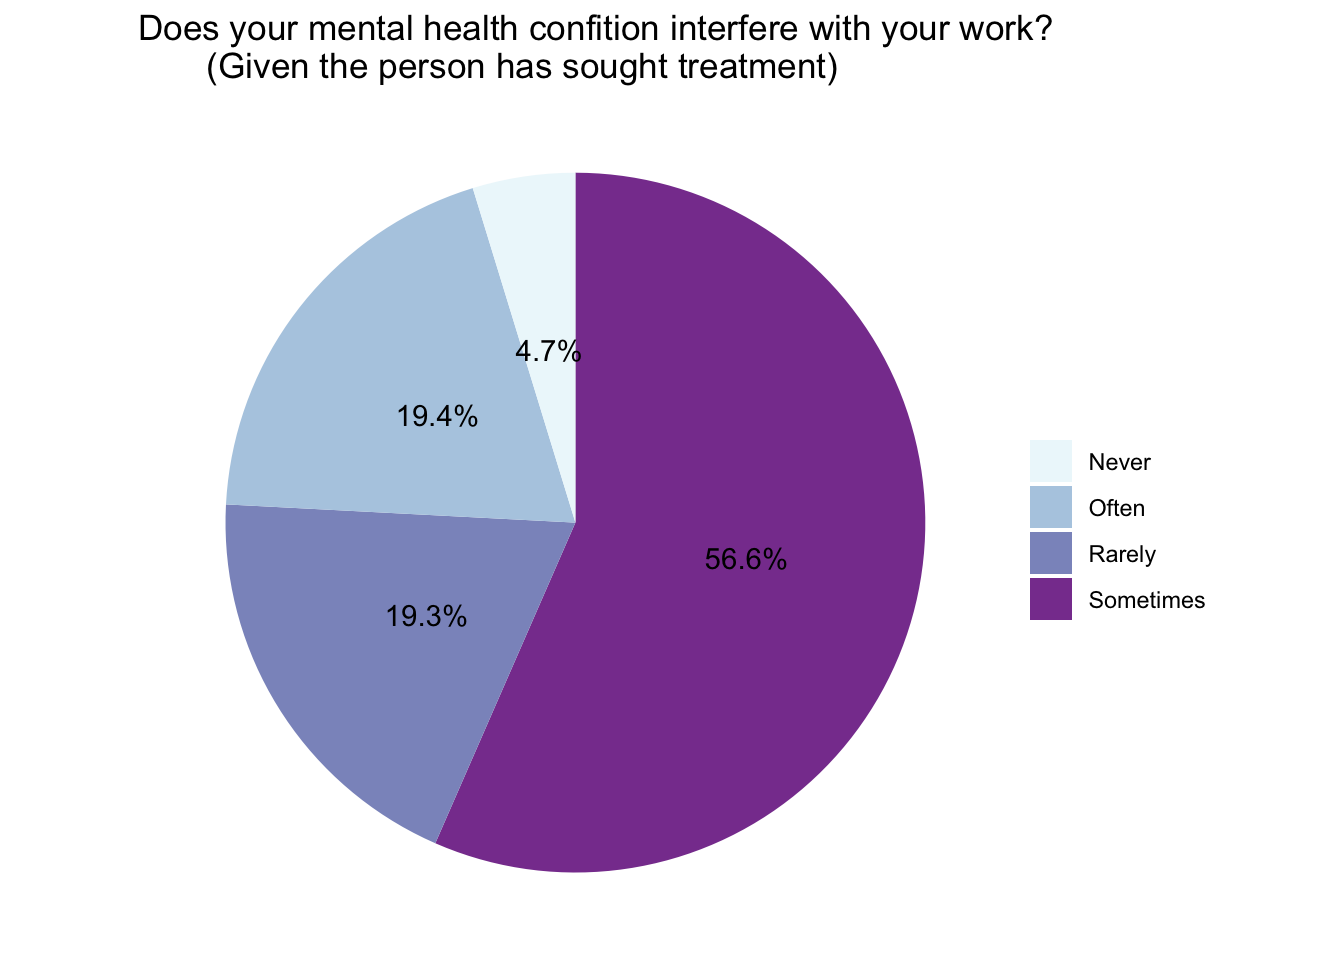 Does your mental health confition interfere with your work?
(Given the person has sought treatment)
4.7%
19.4%
56.6%
19.3%
Never
Often
Rarely
Sometimes